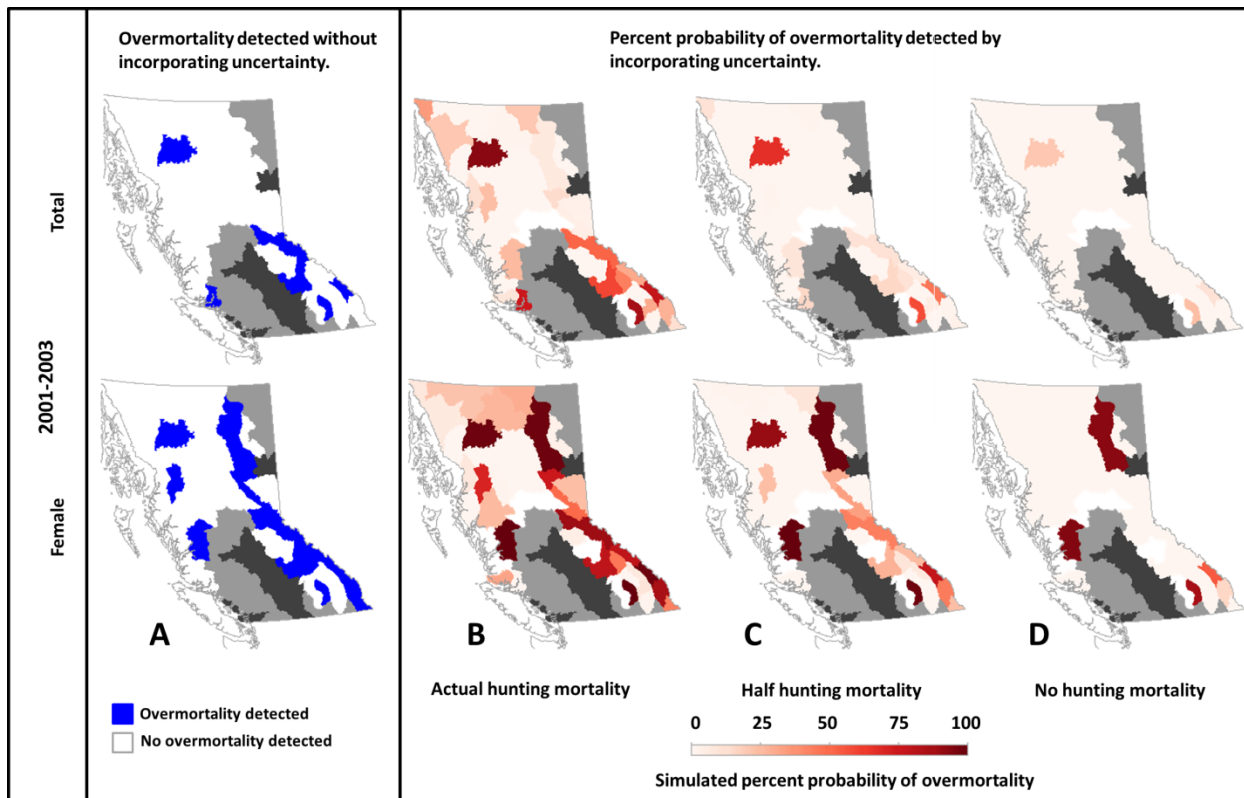 Overmortality detected without
incorporating uncertainty.
Percent probability of overmortality detected by
incorporating uncertainty.
2001-2003
Total
Female
A
B
C
D
Actual hunting mortality
Half hunting mortality
No hunting mortality
Overmortality detected
No overmortality detected
0 25 50 75 100
Simulated percent probability of overmortality